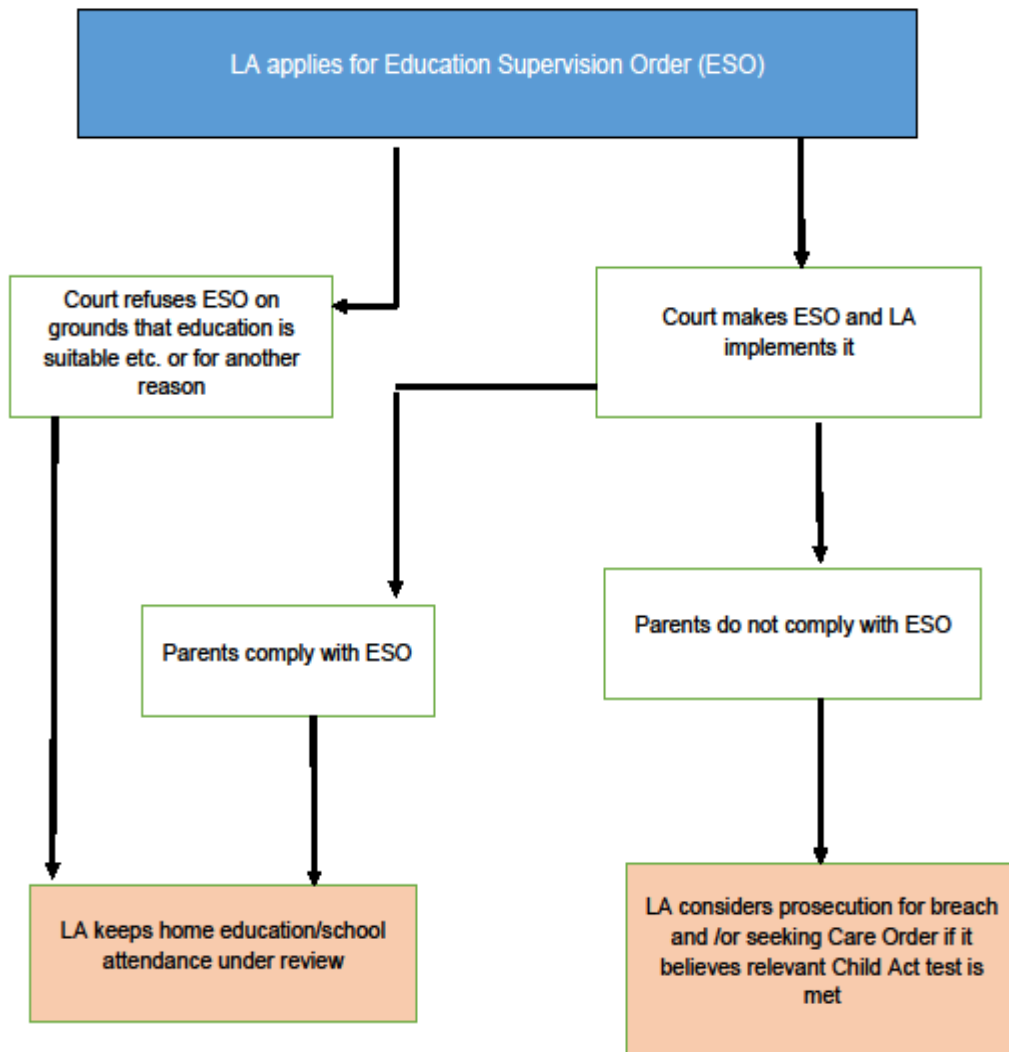 LA applies for Education Supervision Order (ESO)
Court refuses ESO on
grounds that education is
suitable etc. or for another
reason
Court makes ESO and LA
implements it
Parents comply with ESO
Parents do not comply with ESO
LA keeps home education/school
attendance under review
LA considers prosecution for breach
and /or seeking Care Order if it
believes relevant Child Act test is
met